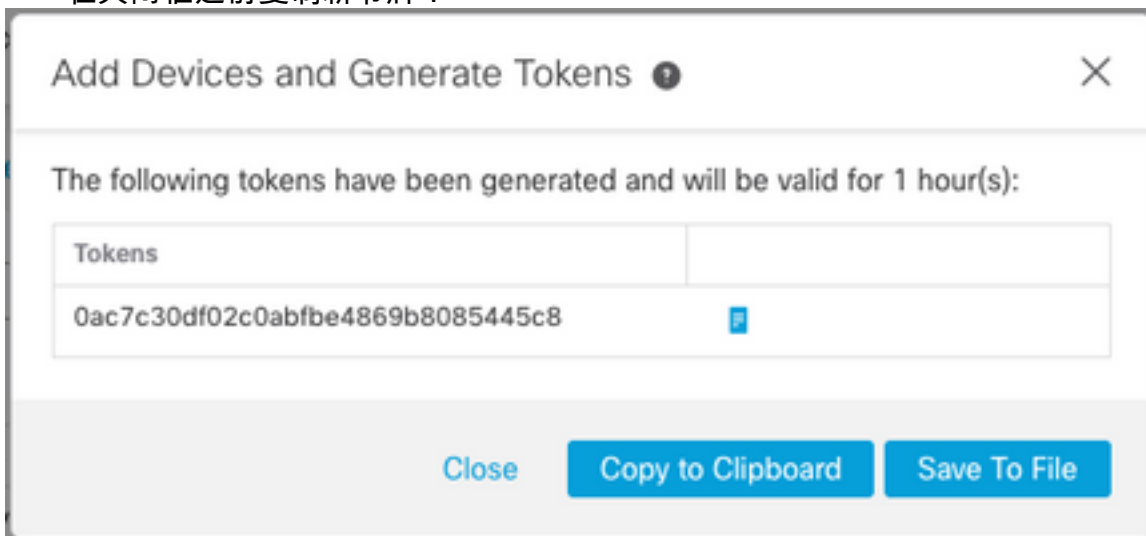 Add Devices and Generate Tokens
The following tokens have been generated and will be valid for 1 hour(s):
Tokens
0ac7c30df02c0abfbe4869b8085445c8
Close Copy to Clipboard Save To File